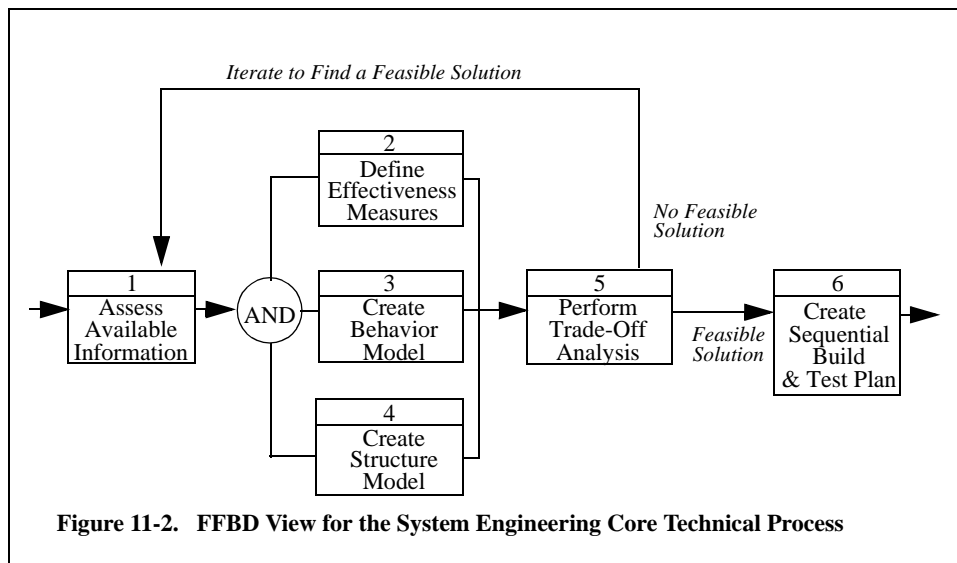 Iterate to Find a Feasible Solution
2
Define
Effectiveness
Measures
No Feasible
Solution
1
Assess
Available
Information
AND
3
Create
Behavior
Model
5
Perform
Trade-Off
Analysis
Feasible
Solution
6
Create
Sequential
Build
& Test Plan
4
Create
Structure
Model
Figure 11-2. FFBD View for the System Engineering Core Technical Process